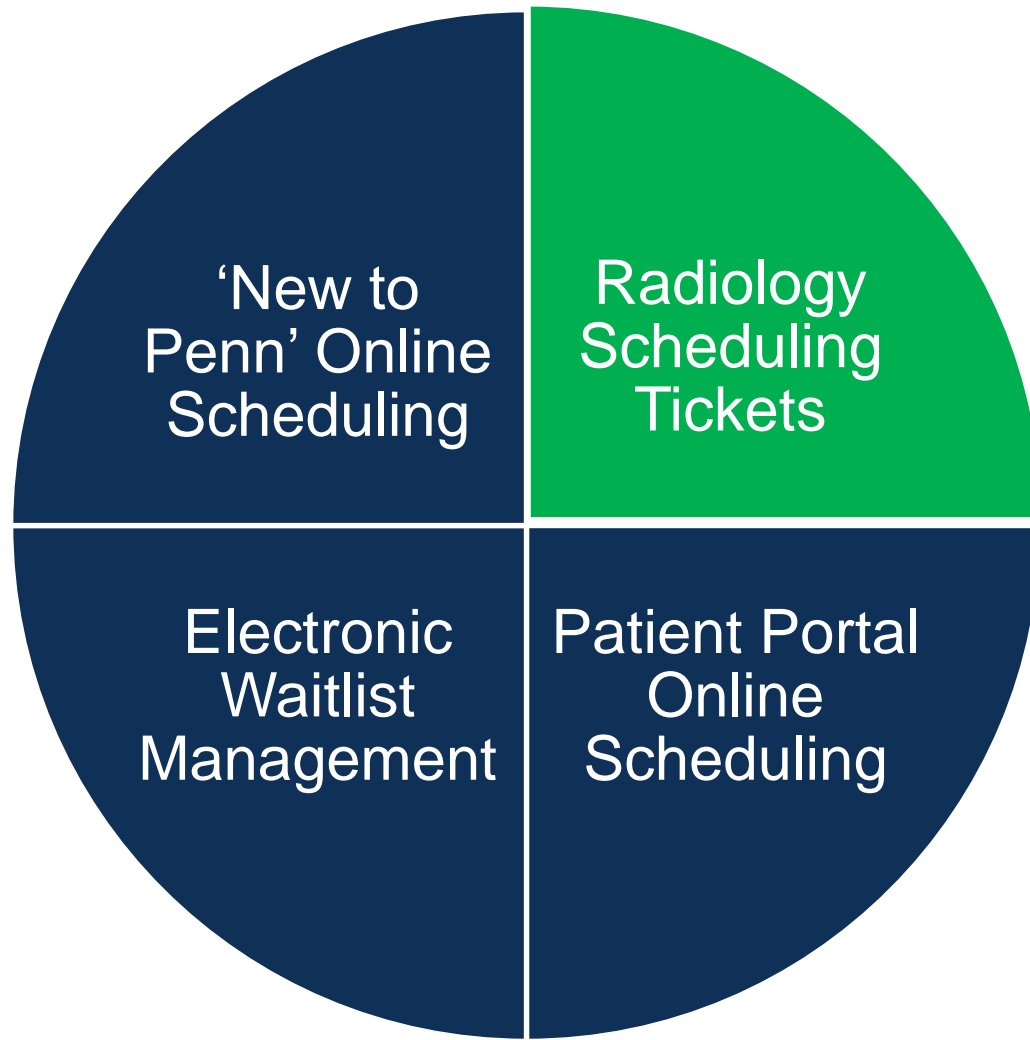 ‘New to
Penn’ Online
Scheduling
Radiology
Scheduling
Tickets
Electronic
Waitlist
Management
Patient Portal
Online
Scheduling